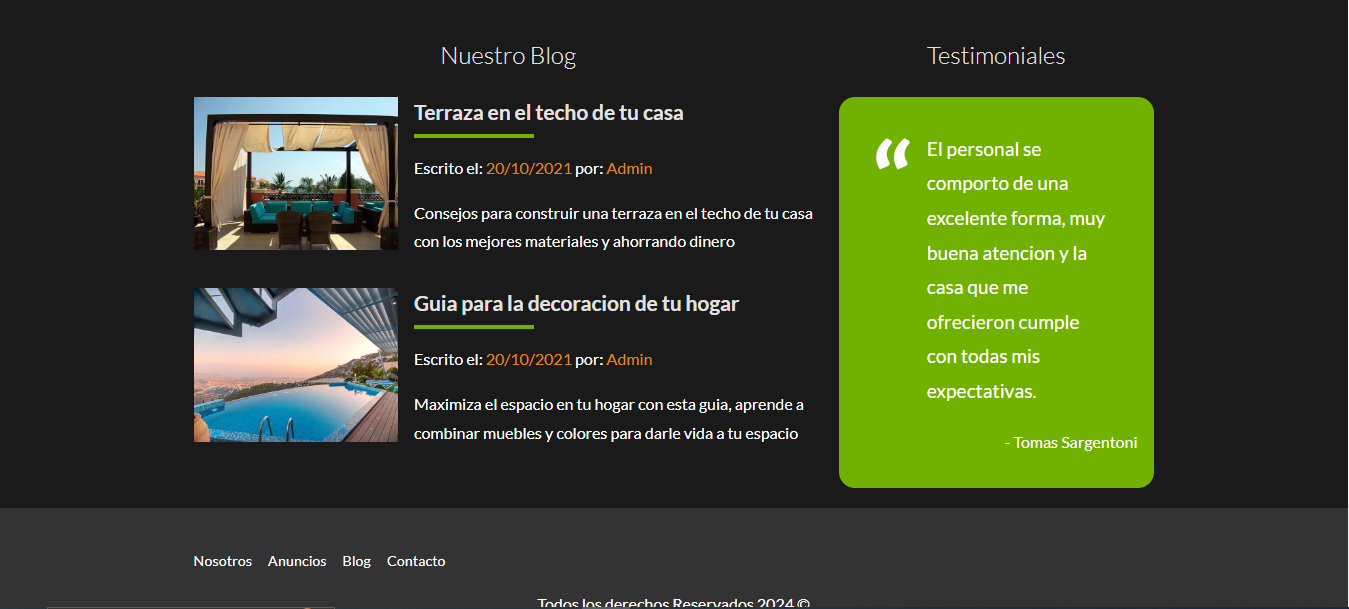 Nuestro Blog
Terraza en el techo de tu casa
Escrito el: 20/10/2021 por: Admin
Consejos para construir una terraza en el techo de tu casa
con los mejores materiales y ahorrando dinero
Guia para la decoracion de tu hogar
Escrito el: 20/10/2021 por: Admin
Maximiza el espacio en tu hogar con esta guia, aprende a
combinar muebles y colores para darle vida a tu espacio
Testimoniales
“ El personal se
comporto de una
excelente forma, muy
buena atencion y la
casa que me
ofrecieron cumple
con todas mis
expectativas.
- Tomas Sargentoni
Nosotros Anuncios Blog Contacto
Todos los derechos Reservados 2024 ©